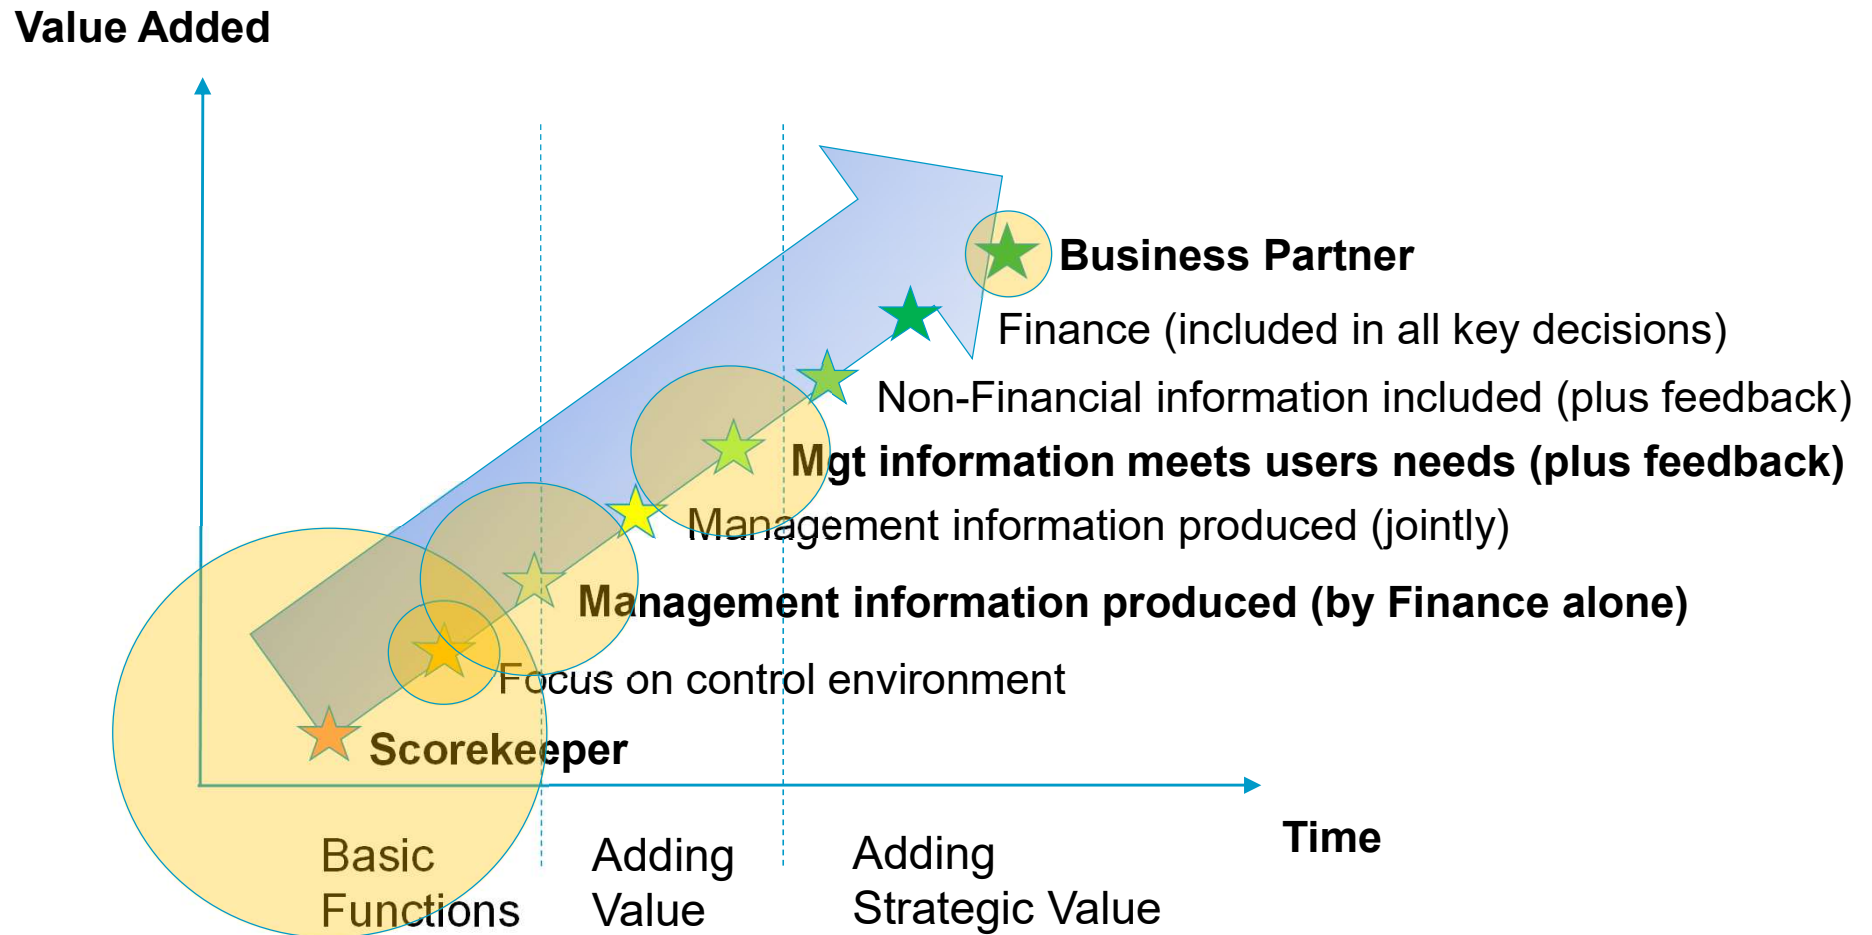 Value Added
Business Partner
Finance (included in all key decisions)
Non-Financial information included (plus feedback)
Mgt information meets users needs (plus feedback)
Management information produced (jointly)
Management information produced (by Finance alone)
Focus on control environment
Scorekeeper
Time
Basic
Functions
Adding
Value
Adding
Strategic Value